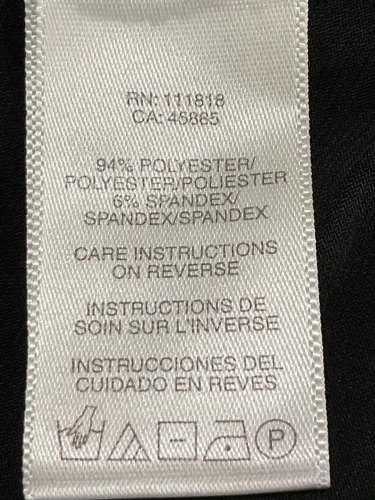 RN: 111818
CA: 45885
94% POLYESTER/
POLYESTER/POLIESTER
6% SPANDEX/
SPANDEX/SPANDEX
CARE INSTRUCTIONS
ON REVERSE
INSTRUCTIONS DE
SOIN SUR L'INVERSE
INSTRUCCIONES DEL
CUIDADO EN REVES
P